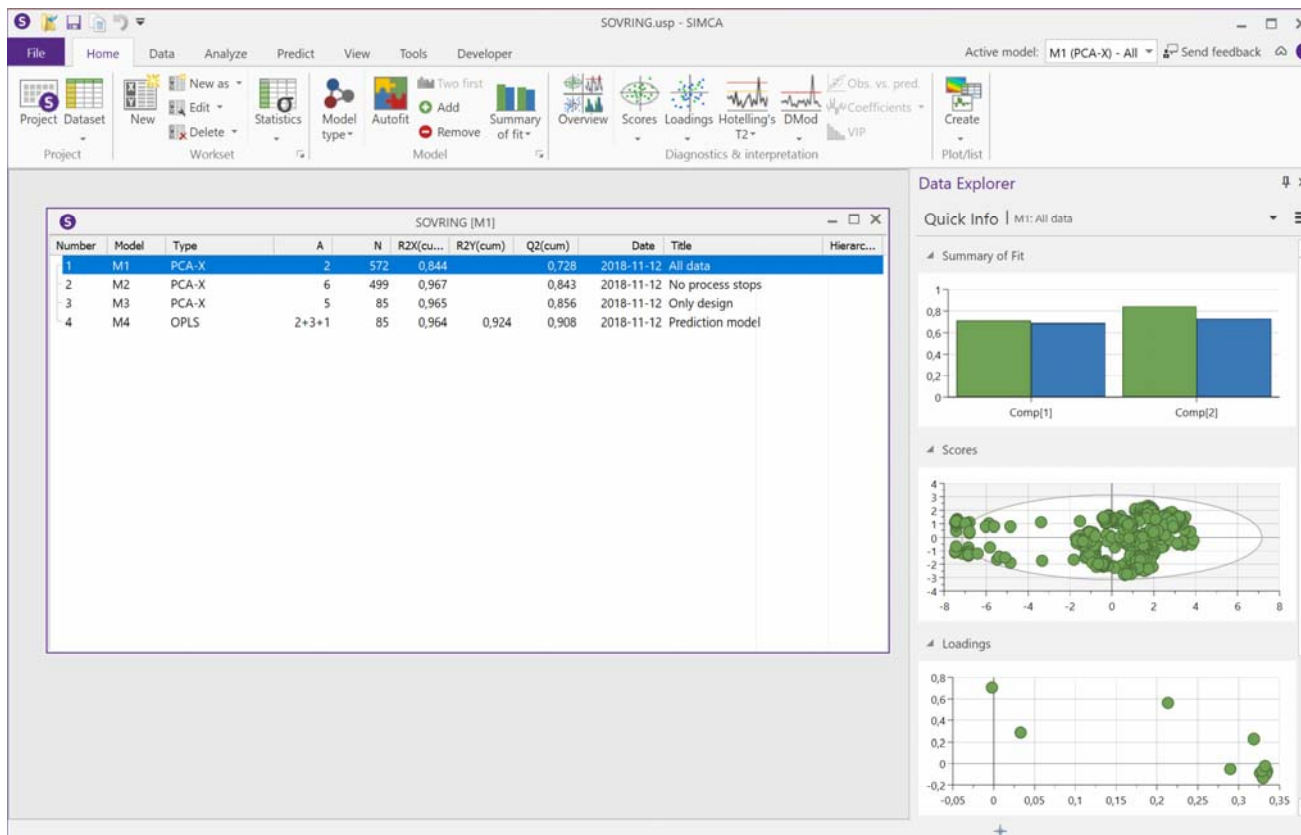 S SOVRING.usp - SIMCA
File Home Data Analyze Predict View Tools Developer Active model: M1 (PCA-X) - All Send feedback
Project Dataset New New as Edit Delete Statistics Model type Autofit Two first Add Remove Summary of fit Overview Scores Loadings Hotelling's T2 DMod Obs. vs. pred. Coefficients VIP Create
Project Workset Model Diagnostics & interpretation Plot/list
S SOVRING [M1]
Number Model Type A N R2X(cu... R2Y(cum) Q2(cum) Date Title Hierarc...
1 M1 PCA-X 2 572 0,844 0,728 2018-11-12 All data
2 M2 PCA-X 6 499 0,967 0,843 2018-11-12 No process stops
3 M3 PCA-X 5 85 0,965 0,856 2018-11-12 Only design
4 M4 OPLS 2+3+1 85 0,964 0,924 0,908 2018-11-12 Prediction model
Data Explorer
Quick Info | M1: All data
Summary of Fit
1
0,8
0,6
0,4
0,2
0
Comp[1] Comp[2]
Scores
4
3
2
1
0
-1
-2
-3
-4
-8 -6 -4 -2 0 2 4 6 8
Loadings
0,8
0,6
0,4
0,2
0
-0,2
-0,05 0 0,05 0,1 0,15 0,2 0,25 0,3 0,35